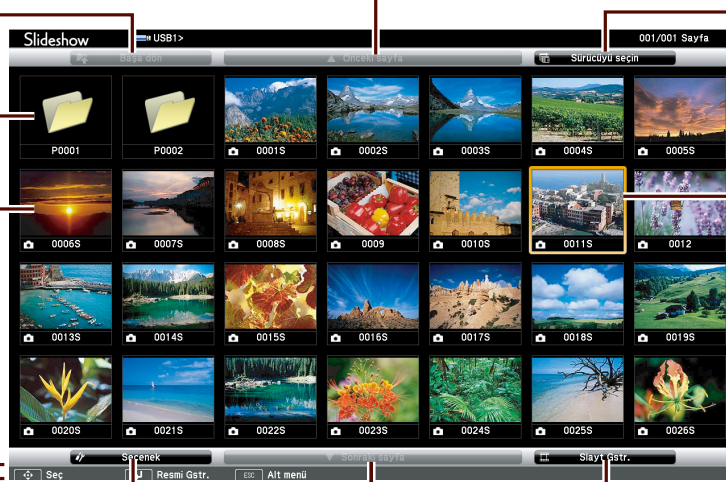 Slideshow USB1> 001/001 Sayfa
Başa dön Önceki sayfa Sürücüyü seçin
P0001 P0002 0001S 0002S 0003S 0004S 0005S
0006S 0007S 0008S 0009 0010S 0011S 0012
0013S 0014S 0015S 0016S 0017S 0018S 0019S
0020S 0021S 0022S 0023S 0024S 0025S 0026S
Seçenek Sonraki sayfa Slayt Gstr.
Seç Resmi Gstr. ESC Alt menü